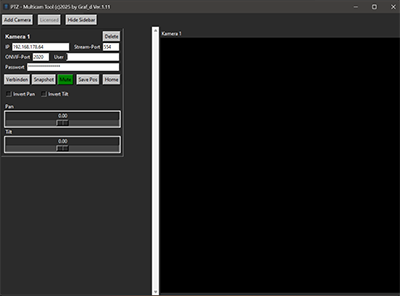 PTZ - Multicam Tool (c)2025 by Graf_d Ver.1.11
Add Camera Licensed Hide Sidebar
Kamera 1 Delete
IP 192.168.178.64 Stream-Port 554
ONVIF-Port 2020 User
Passwort
Verbinden Snapshot Mute Save Pos Home
Invert Pan Invert Tilt
Pan
0.00
Tilt
0.00
Kamera 1